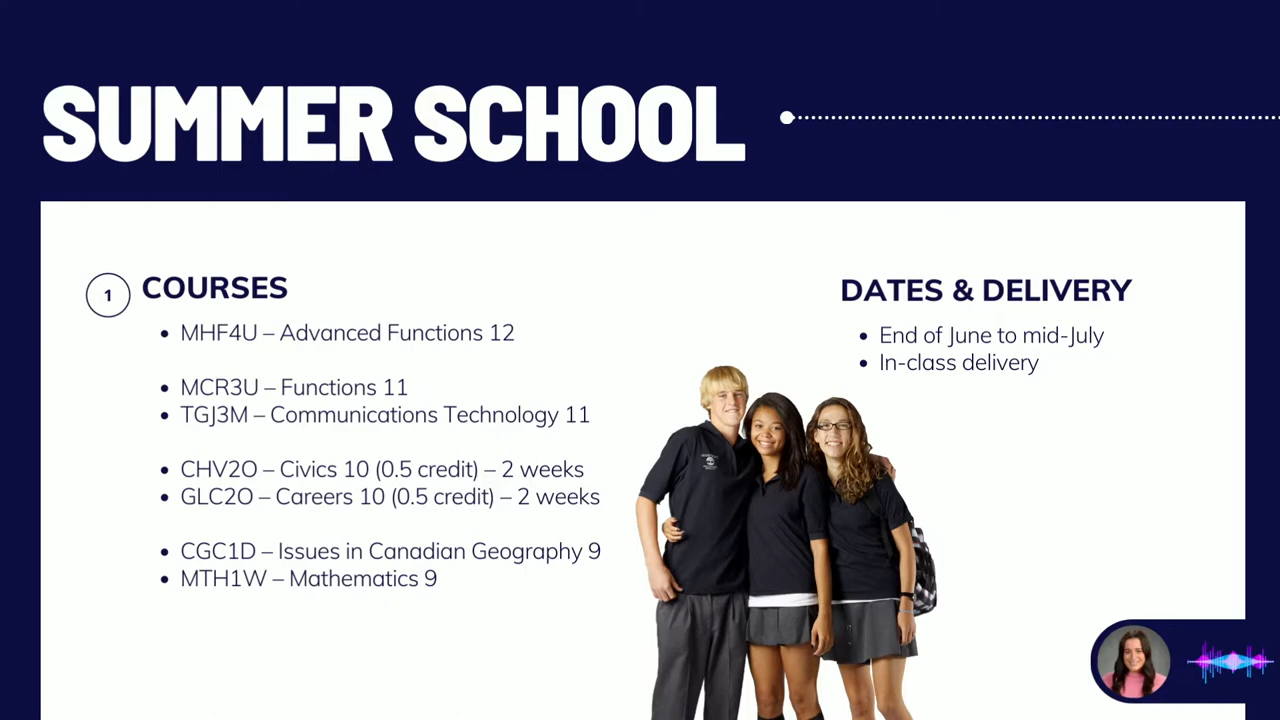 SUMMER SCHOOL
1
COURSES
• MHF4U – Advanced Functions 12
• MCR3U – Functions 11
• TGJ3M – Communications Technology 11
• CHV2O – Civics 10 (0.5 credit) – 2 weeks
• GLC2O – Careers 10 (0.5 credit) – 2 weeks
• CGC1D – Issues in Canadian Geography 9
• MTH1W – Mathematics 9
DATES & DELIVERY
• End of June to mid-July
• In-class delivery